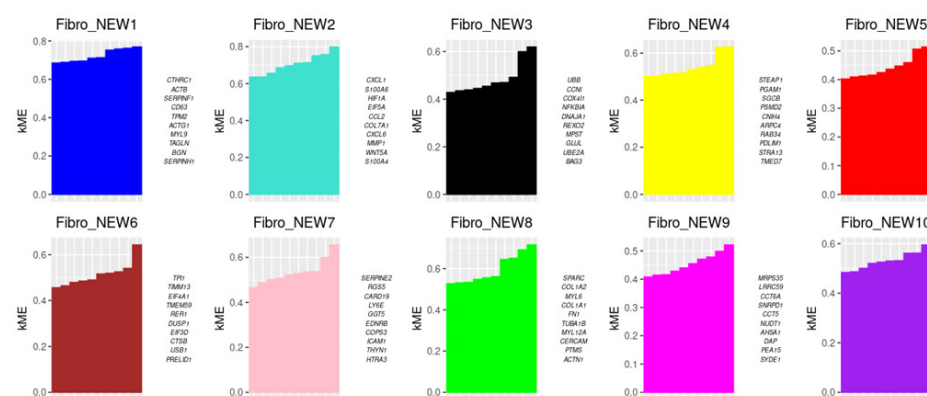 Fibro_NEW1
Fibro_NEW2
Fibro_NEW3
Fibro_NEW4
Fibro_NEW5
kME
0.8
0.6
0.4
0.2
0.0
CTHRC1
ACTB
SERPINF1
CD63
TPM2
ACTG1
MYL9
TAGLN
BGN
SERPINH1
kME
0.8
0.6
0.4
0.2
0.0
CXCL1
S100A6
HIF1A
EIF5A
CCL2
COL7A1
CXCL6
MMP1
WNT5A
S100A4
kME
0.6
0.4
0.2
0.0
UBB
CCNI
COX4I1
NFKBIA
DNAJA1
REXO2
MPST
GLUL
UBE2A
BAG3
kME
0.6
0.4
0.2
0.0
STEAP1
PGAM1
SGCB
PSMD2
CNIH4
ARPC4
RAB34
PDLIM1
STRA13
TMED7
kME
0.5
0.4
0.3
0.2
0.1
0.0
Fibro_NEW6
Fibro_NEW7
Fibro_NEW8
Fibro_NEW9
Fibro_NEW10
kME
0.6
0.4
0.2
0.0
TPI1
TIMM13
EIF4A1
TMEM59
RER1
DUSP1
EIF3D
CTSB
USB1
PRELID1
kME
0.6
0.4
0.2
0.0
SERPINE2
RGS5
CARD19
LY6E
GGT5
EDNRB
COPS3
ICAM1
THYN1
HTRA3
kME
0.6
0.4
0.2
0.0
SPARC
COL1A2
MYL6
COL1A1
FN1
TUBA1B
MYL12A
CERCAM
PTMS
ACTN1
kME
0.5
0.4
0.3
0.2
0.1
0.0
MRPS35
LRRC59
CCT6A
SNRPD1
CCT5
NUDT1
AHSA1
DAP
PEA15
SYDE1
kME
0.6
0.4
0.2
0.0